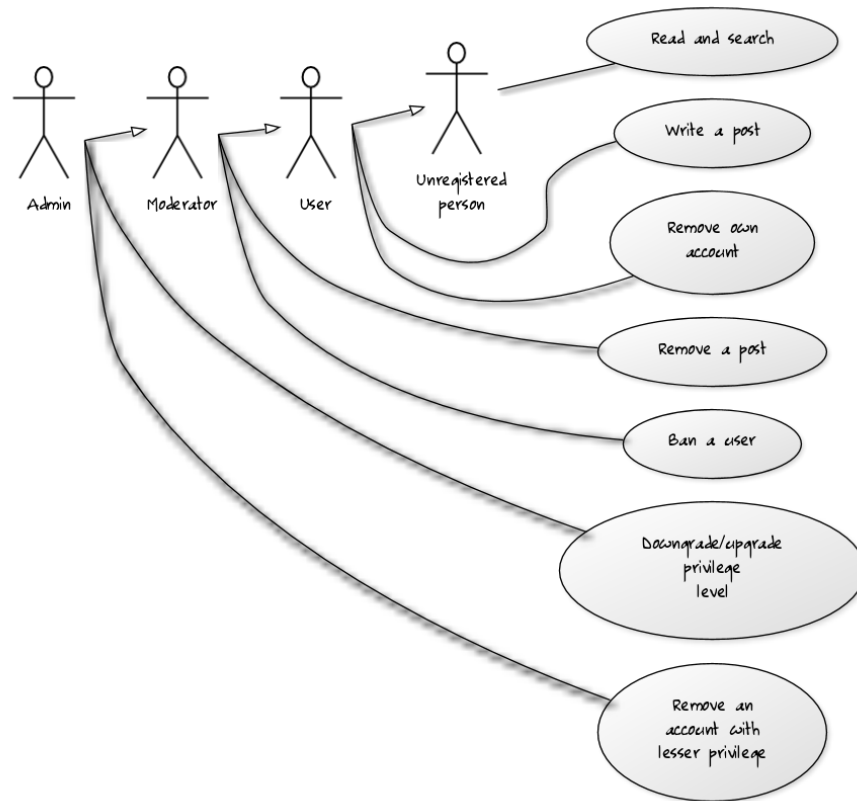 Read and search
Write a post
Admin
Moderator
User
Unregistered
person
Remove own
account
Remove a post
Ban a user
Downgrade/upgrade
privilege
level
Remove an
account with
lesser privilege